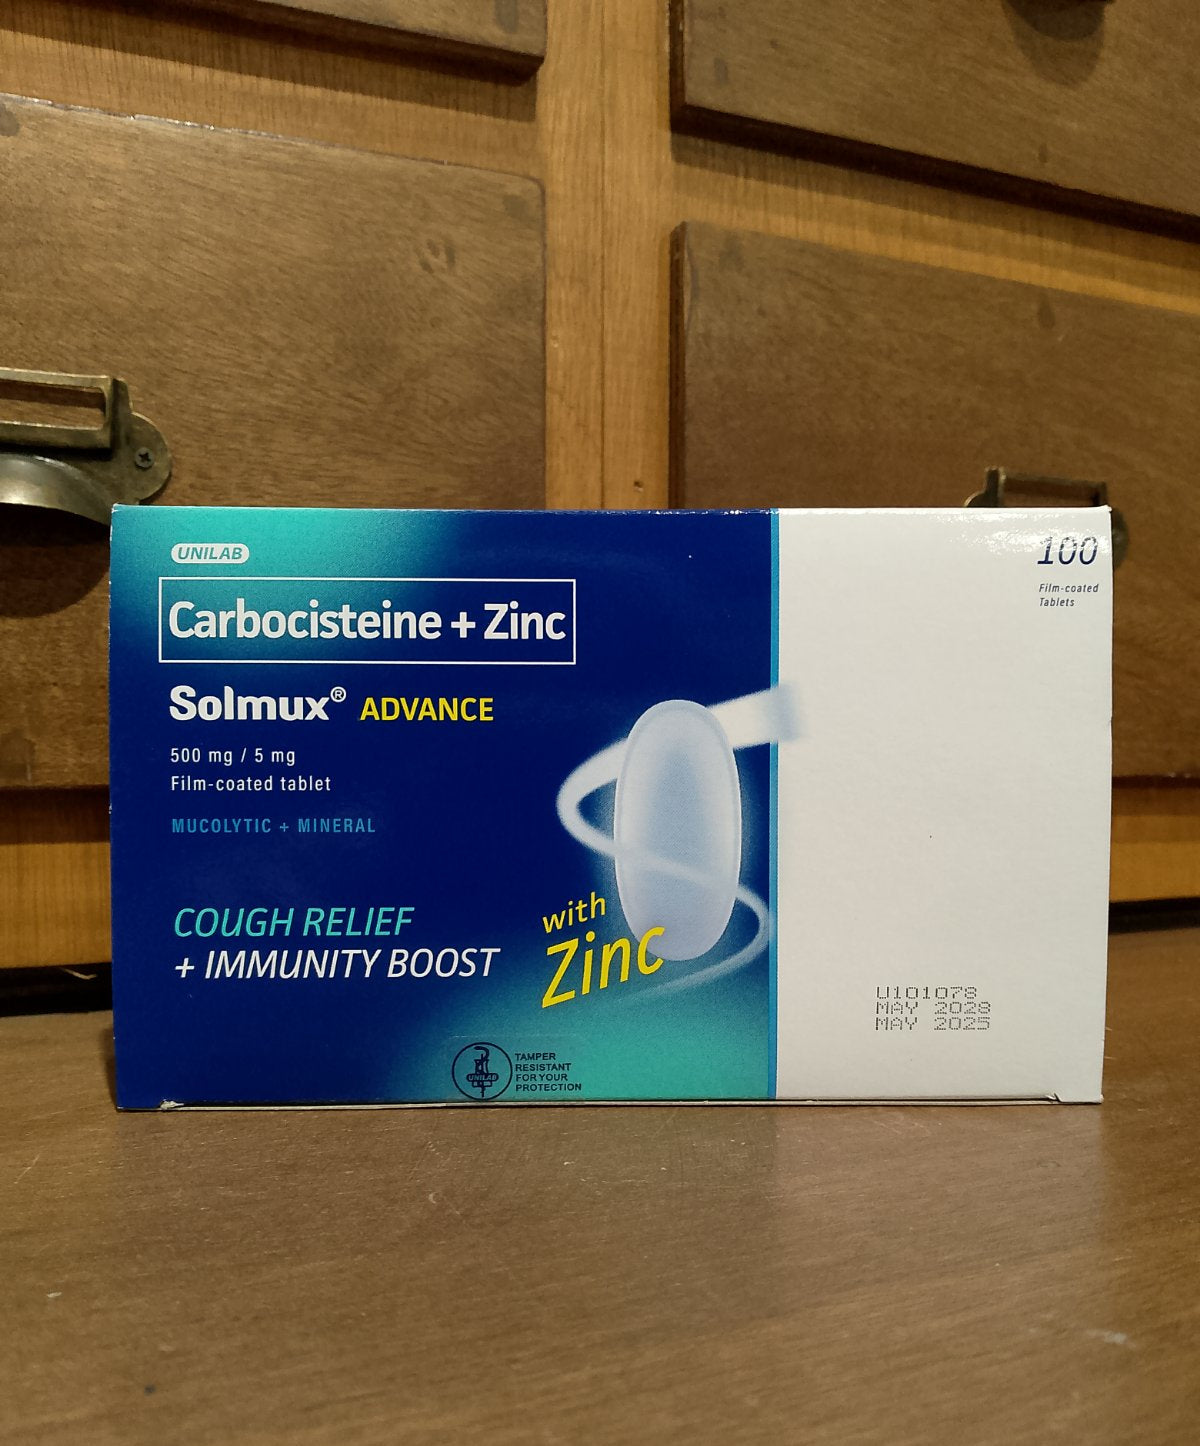 UNILAB
Carbocisteine + Zinc
Solmux® ADVANCE
500 mg / 5 mg
Film-coated tablet
MUCOLYTIC + MINERAL
COUGH RELIEF
+ IMMUNITY BOOST
with
Zinc
UNILAB
TAMPER
RESISTANT
FOR YOUR
PROTECTION
100
Film-coated
Tablets
U101078
MAY 2028
MAY 2025